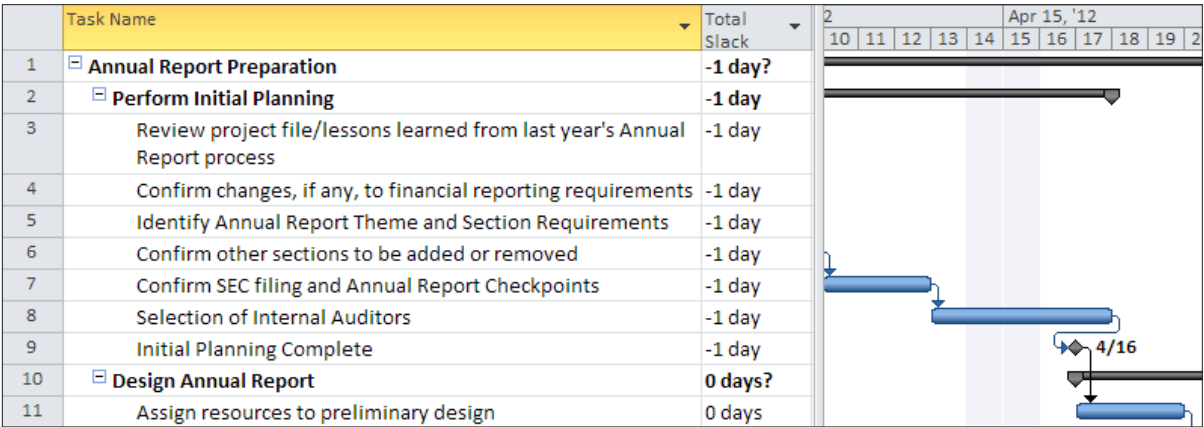 Task Name Total Slack 2 Apr 15, '12
10 11 12 13 14 15 16 17 18 19 2
1 Annual Report Preparation -1 day?
2 Perform Initial Planning -1 day
3 Review project file/lessons learned from last year's Annual -1 day
Report process
4 Confirm changes, if any, to financial reporting requirements -1 day
5 Identify Annual Report Theme and Section Requirements -1 day
6 Confirm other sections to be added or removed -1 day
7 Confirm SEC filing and Annual Report Checkpoints -1 day
8 Selection of Internal Auditors -1 day
9 Initial Planning Complete -1 day 4/16
10 Design Annual Report 0 days?
11 Assign resources to preliminary design 0 days